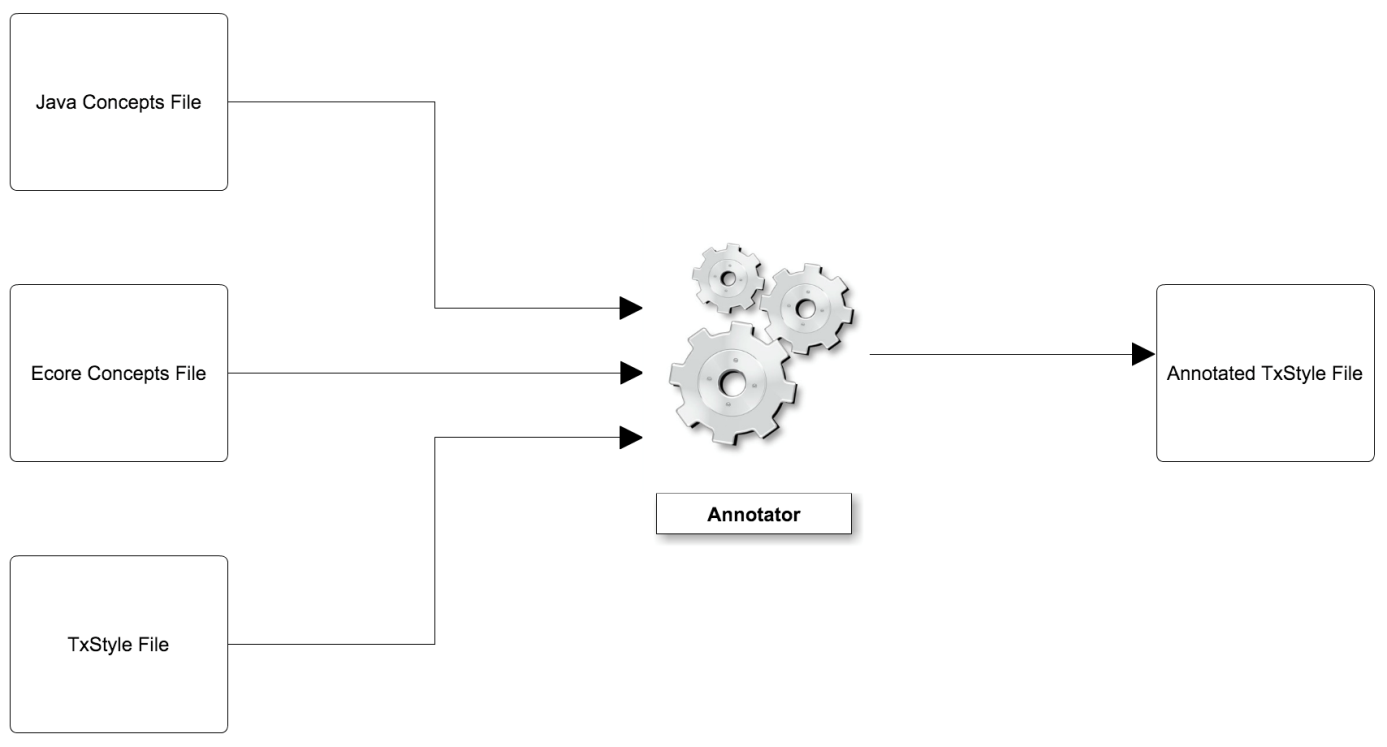 Java Concepts File
Ecore Concepts File
Annotated TxStyle File
Annotator
TxStyle File